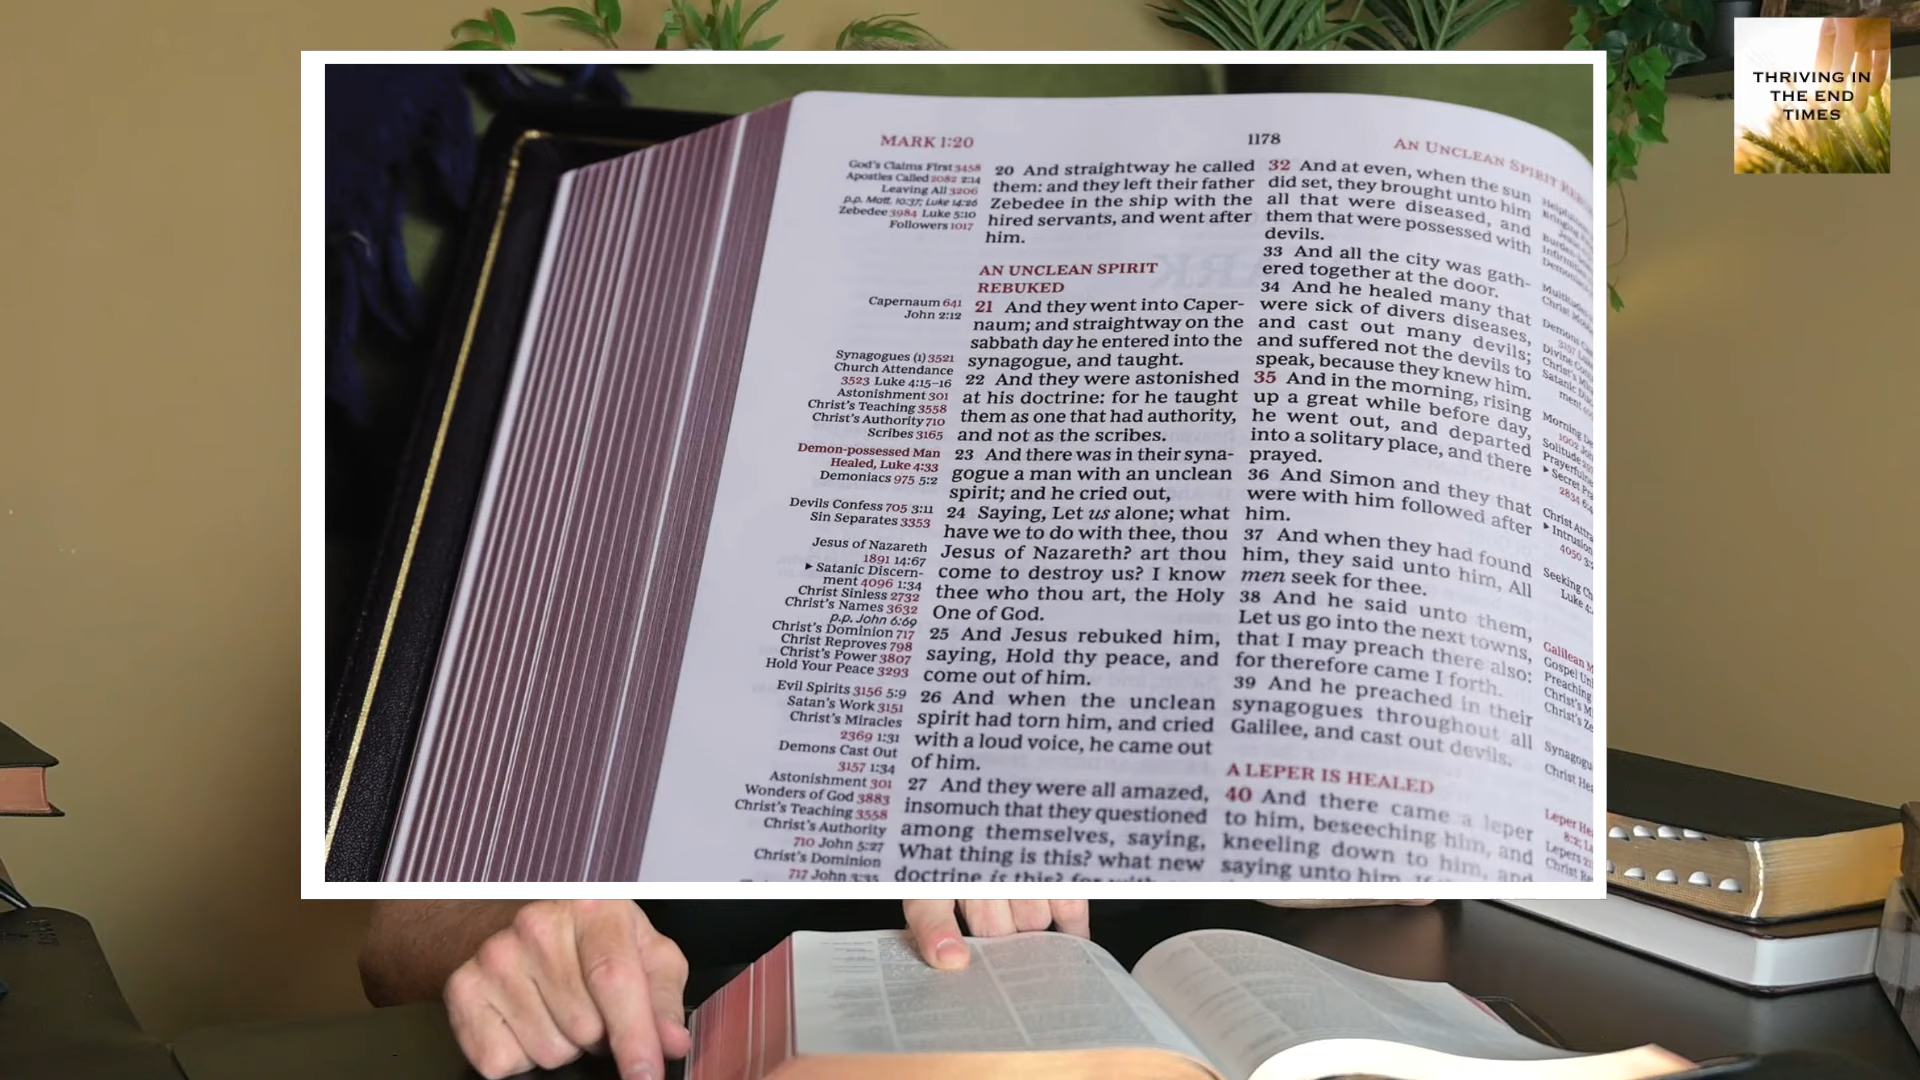 THRIVING IN
THE END
TIMES
MARK 1:20
1178
AN UNCLEAN SPIRIT
God's Claims First 3458
Apostles Called 2082 2:14
Leaving All 3206
p.p. Matt. 10:37; Luke 14:26
Zebedee 3984 Luke 5:10
Followers 1017
20 And straightway he called
them: and they left their father
Zebedee in the ship with the
hired servants, and went after
him.
AN UNCLEAN SPIRIT
REBUKED
Capernaum 641
John 2:12
21 And they went into Caper-
naum; and straightway on the
sabbath day he entered into the
synagogue, and taught.
Synagogues (1) 3521
Church Attendance
3523 Luke 4:15–16
Astonishment 301
Christ's Teaching 3558
Christ's Authority 710
Scribes 3165
22 And they were astonished
at his doctrine: for he taught
them as one that had authority,
and not as the scribes.
Demon-possessed Man
Healed, Luke 4:33
Demoniacs 975 5:2
23 And there was in their syna-
gogue a man with an unclean
spirit; and he cried out,
Devils Confess 705 3:11
Sin Separates 3353
24 Saying, Let us alone; what
have we to do with thee, thou
Jesus of Nazareth? art thou
come to destroy us? I know
thee who thou art, the Holy
One of God.
Jesus of Nazareth
1891 14:67
▸ Satanic Discern-
ment 4096 1:34
Christ Sinless 2732
Christ's Names 3632
p.p. John 6:69
Christ's Dominion 717
Christ Reproves 798
Christ's Power 3807
Hold Your Peace 3293
25 And Jesus rebuked him,
saying, Hold thy peace, and
come out of him.
Evil Spirits 3156 5:9
Satan's Work 3151
Christ's Miracles
2369 1:31
Demons Cast Out
3157 1:34
26 And when the unclean
spirit had torn him, and cried
with a loud voice, he came out
of him.
Astonishment 301
Wonders of God 3883
Christ's Teaching 3558
Christ's Authority
710 John 5:27
Christ's Dominion
717 John 3:35
27 And they were all amazed,
insomuch that they questioned
among themselves, saying,
What thing is this? what new
doctrine is this? for with
32 And at even, when the sun
did set, they brought unto him
all that were diseased, and
them that were possessed with
devils.
33 And all the city was gath-
ered together at the door.
34 And he healed many that
were sick of divers diseases,
and cast out many devils;
and suffered not the devils to
speak, because they knew him.
35 And in the morning, rising
up a great while before day,
he went out, and departed
into a solitary place, and there
prayed.
36 And Simon and they that
were with him followed after
him.
37 And when they had found
him, they said unto him, All
men seek for thee.
38 And he said unto them,
Let us go into the next towns,
that I may preach there also:
for therefore came I forth.
39 And he preached in their
synagogues throughout all
Galilee, and cast out devils.
A LEPER IS HEALED
40 And there came a leper
to him, beseeching him, and
kneeling down to him, and
saying unto him,
Solitude
Seeking
Luke
Galilean
Preaching
Leper
Lepers